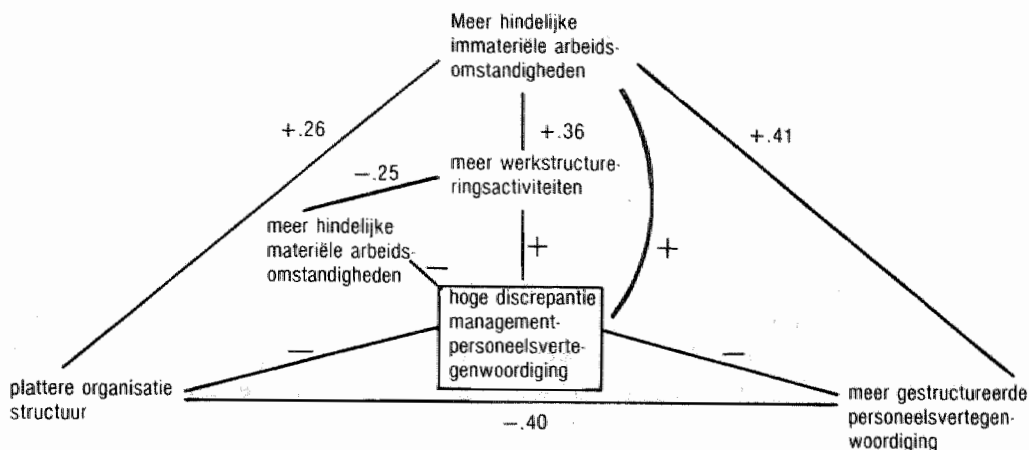 Meer hindelijke
immateriële arbeids-
omstandigheden
+.26
+.36
+.41
-.25
meer werkstructure-
ringsactiviteiten
meer hindelijke
materiële arbeids-
omstandigheden
-
+
+
hoge discrepantie
management-
personeelsverte-
genwoordiging
-
-
plattere organisatie
structuur
-.40
meer gestructureerde
personeelsvertegen-
woordiging